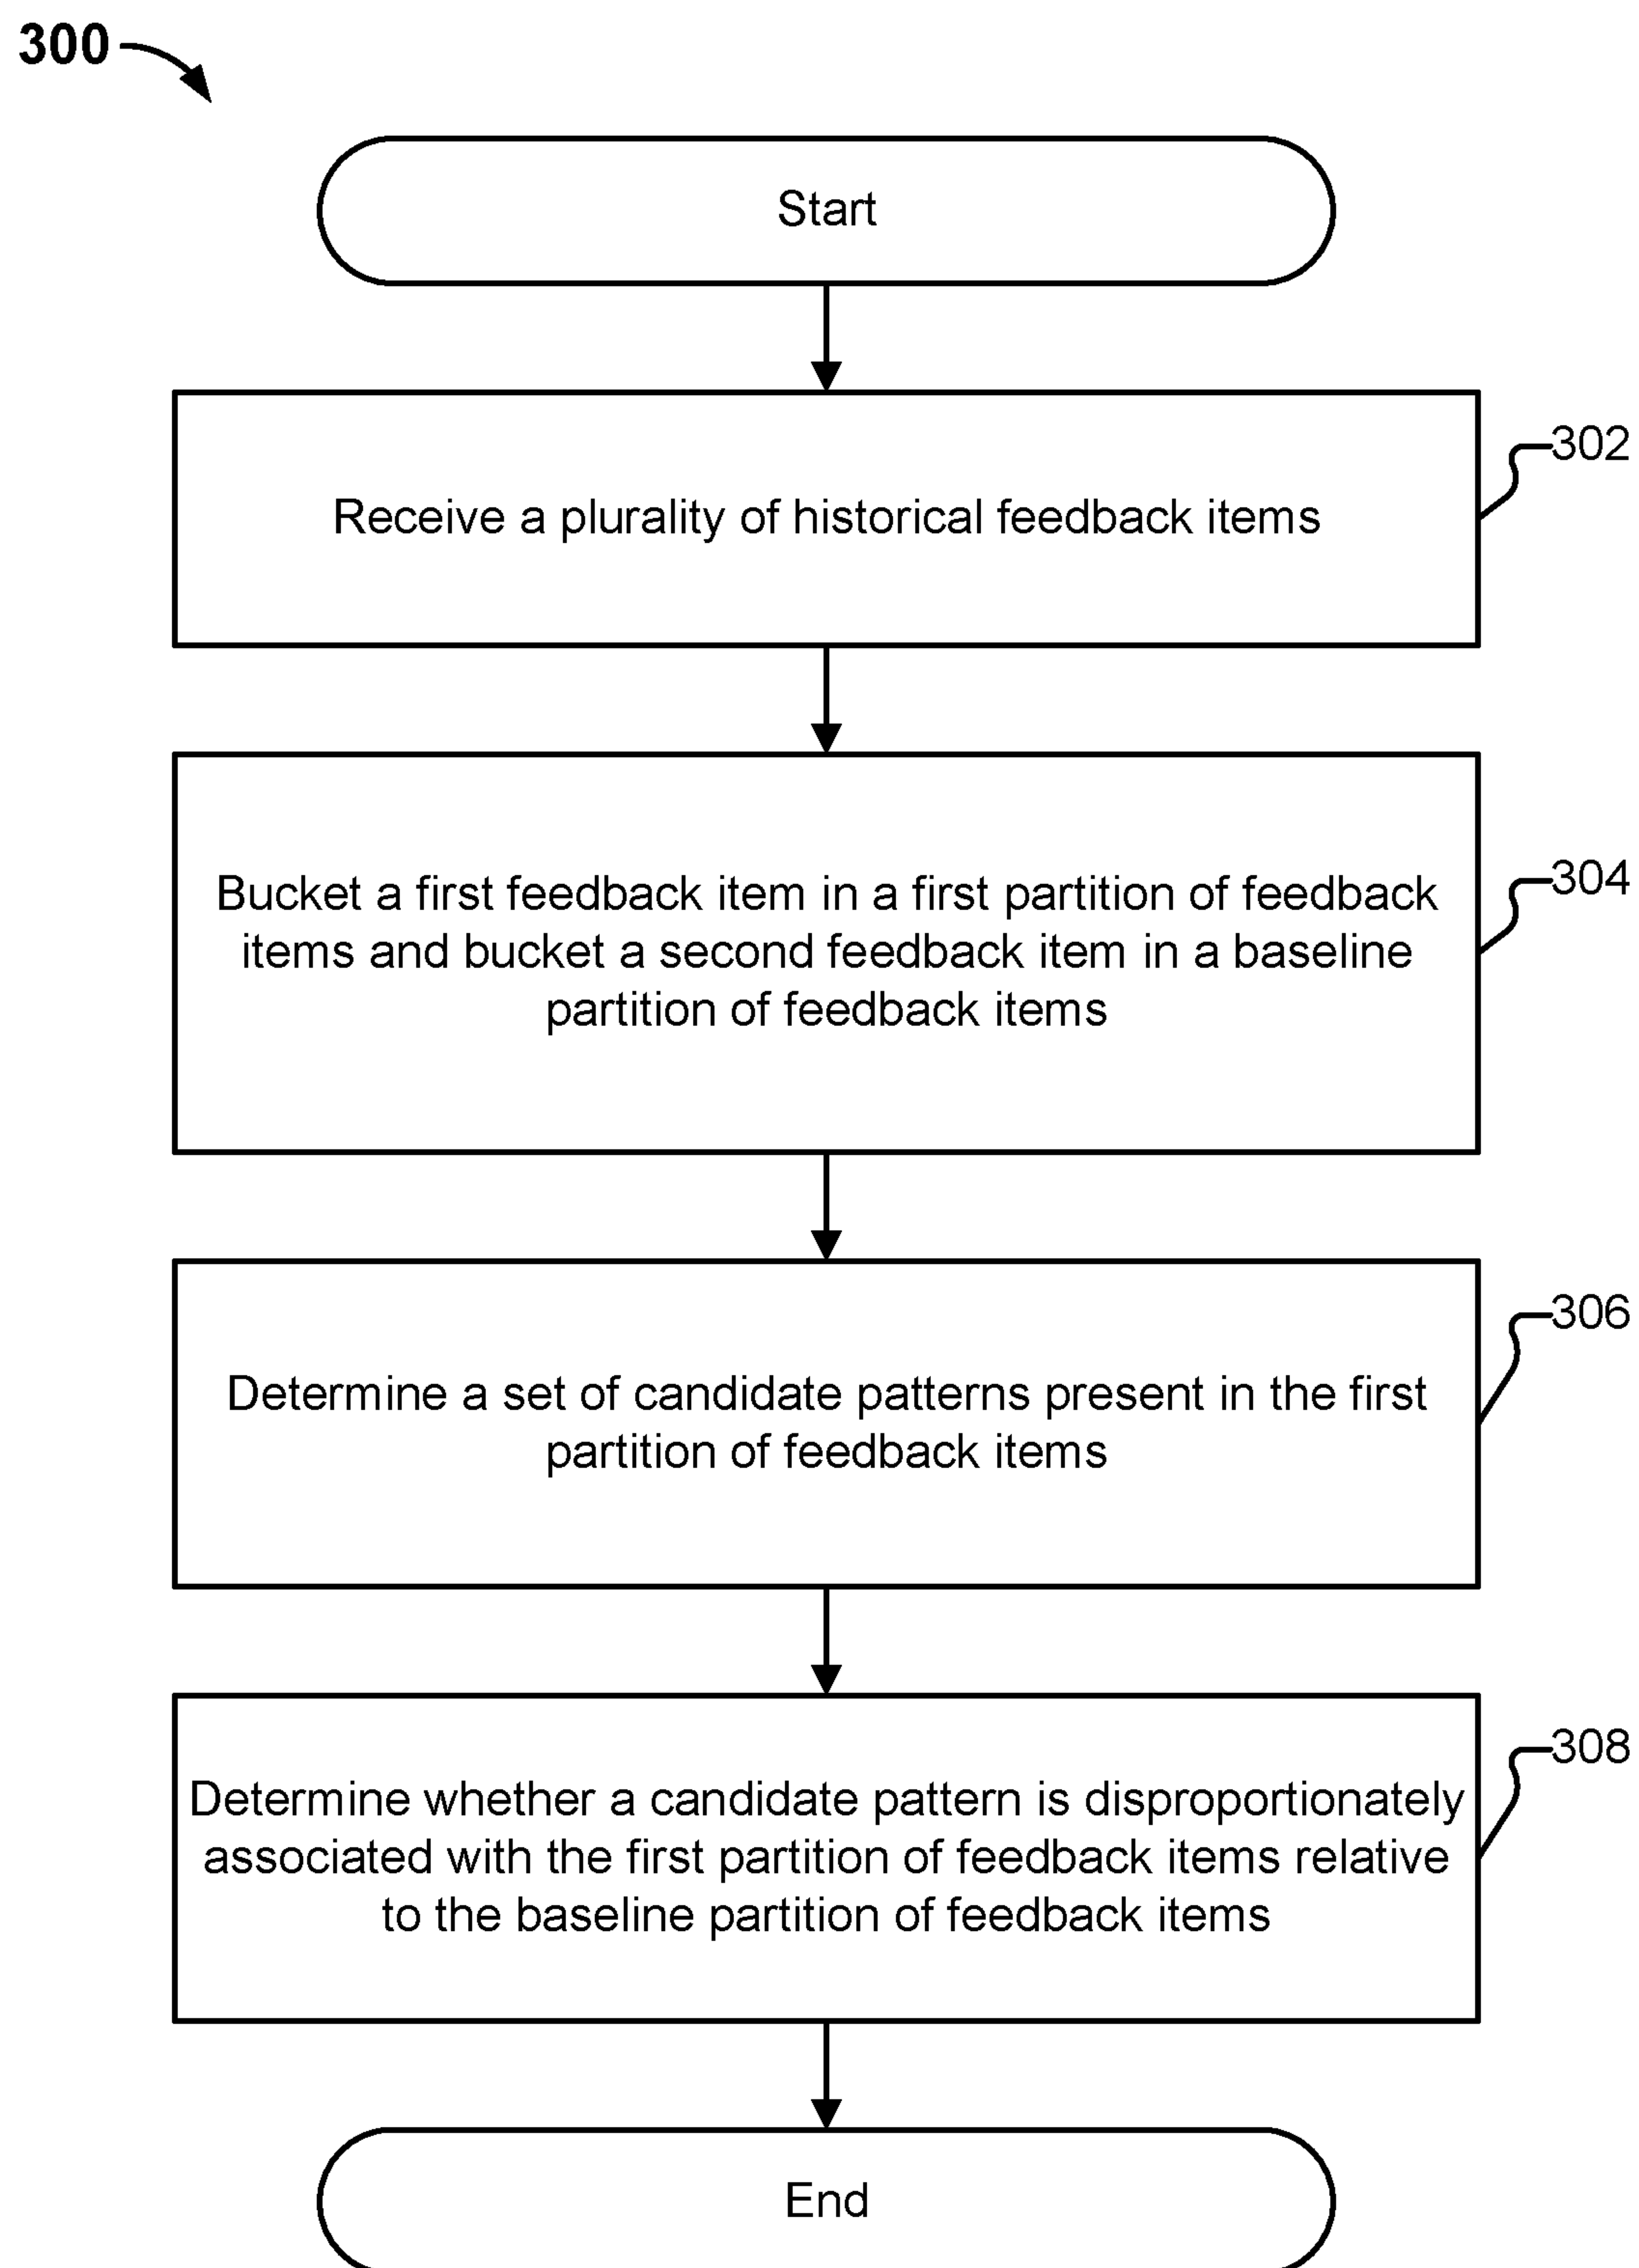 300
Start
302
Receive a plurality of historical feedback items
304
Bucket a first feedback item in a first partition of feedback
items and bucket a second feedback item in a baseline
partition of feedback items
306
Determine a set of candidate patterns present in the first
partition of feedback items
308
Determine whether a candidate pattern is disproportionately
associated with the first partition of feedback items relative
to the baseline partition of feedback items
End